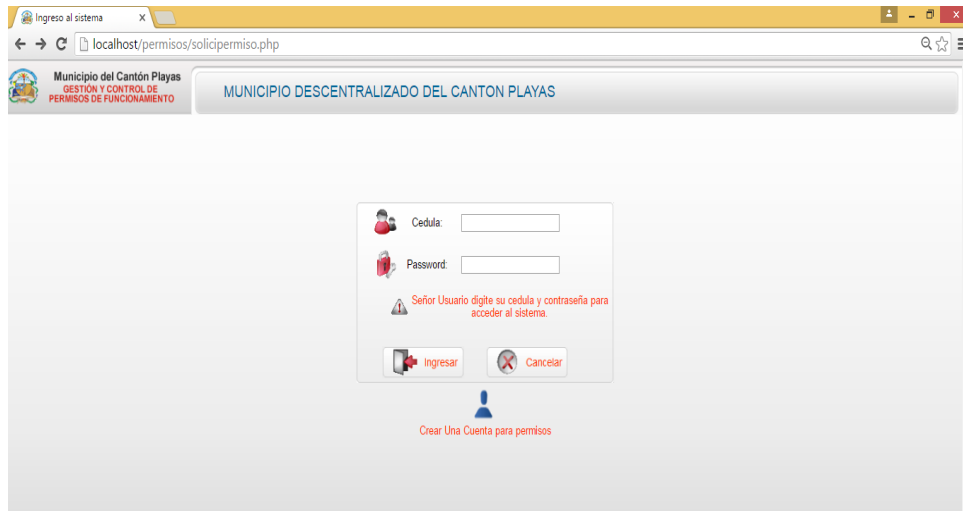 Ingreso al sistema
localhost/permisos/solicipermiso.php
Municipio del Cantón Playas
GESTIÓN Y CONTROL DE
PERMISOS DE FUNCIONAMIENTO
MUNICIPIO DESCENTRALIZADO DEL CANTON PLAYAS
Cedula:
Password:
Señor Usuario digite su cedula y contraseña para
acceder al sistema.
Ingresar
Cancelar
Crear Una Cuenta para permisos